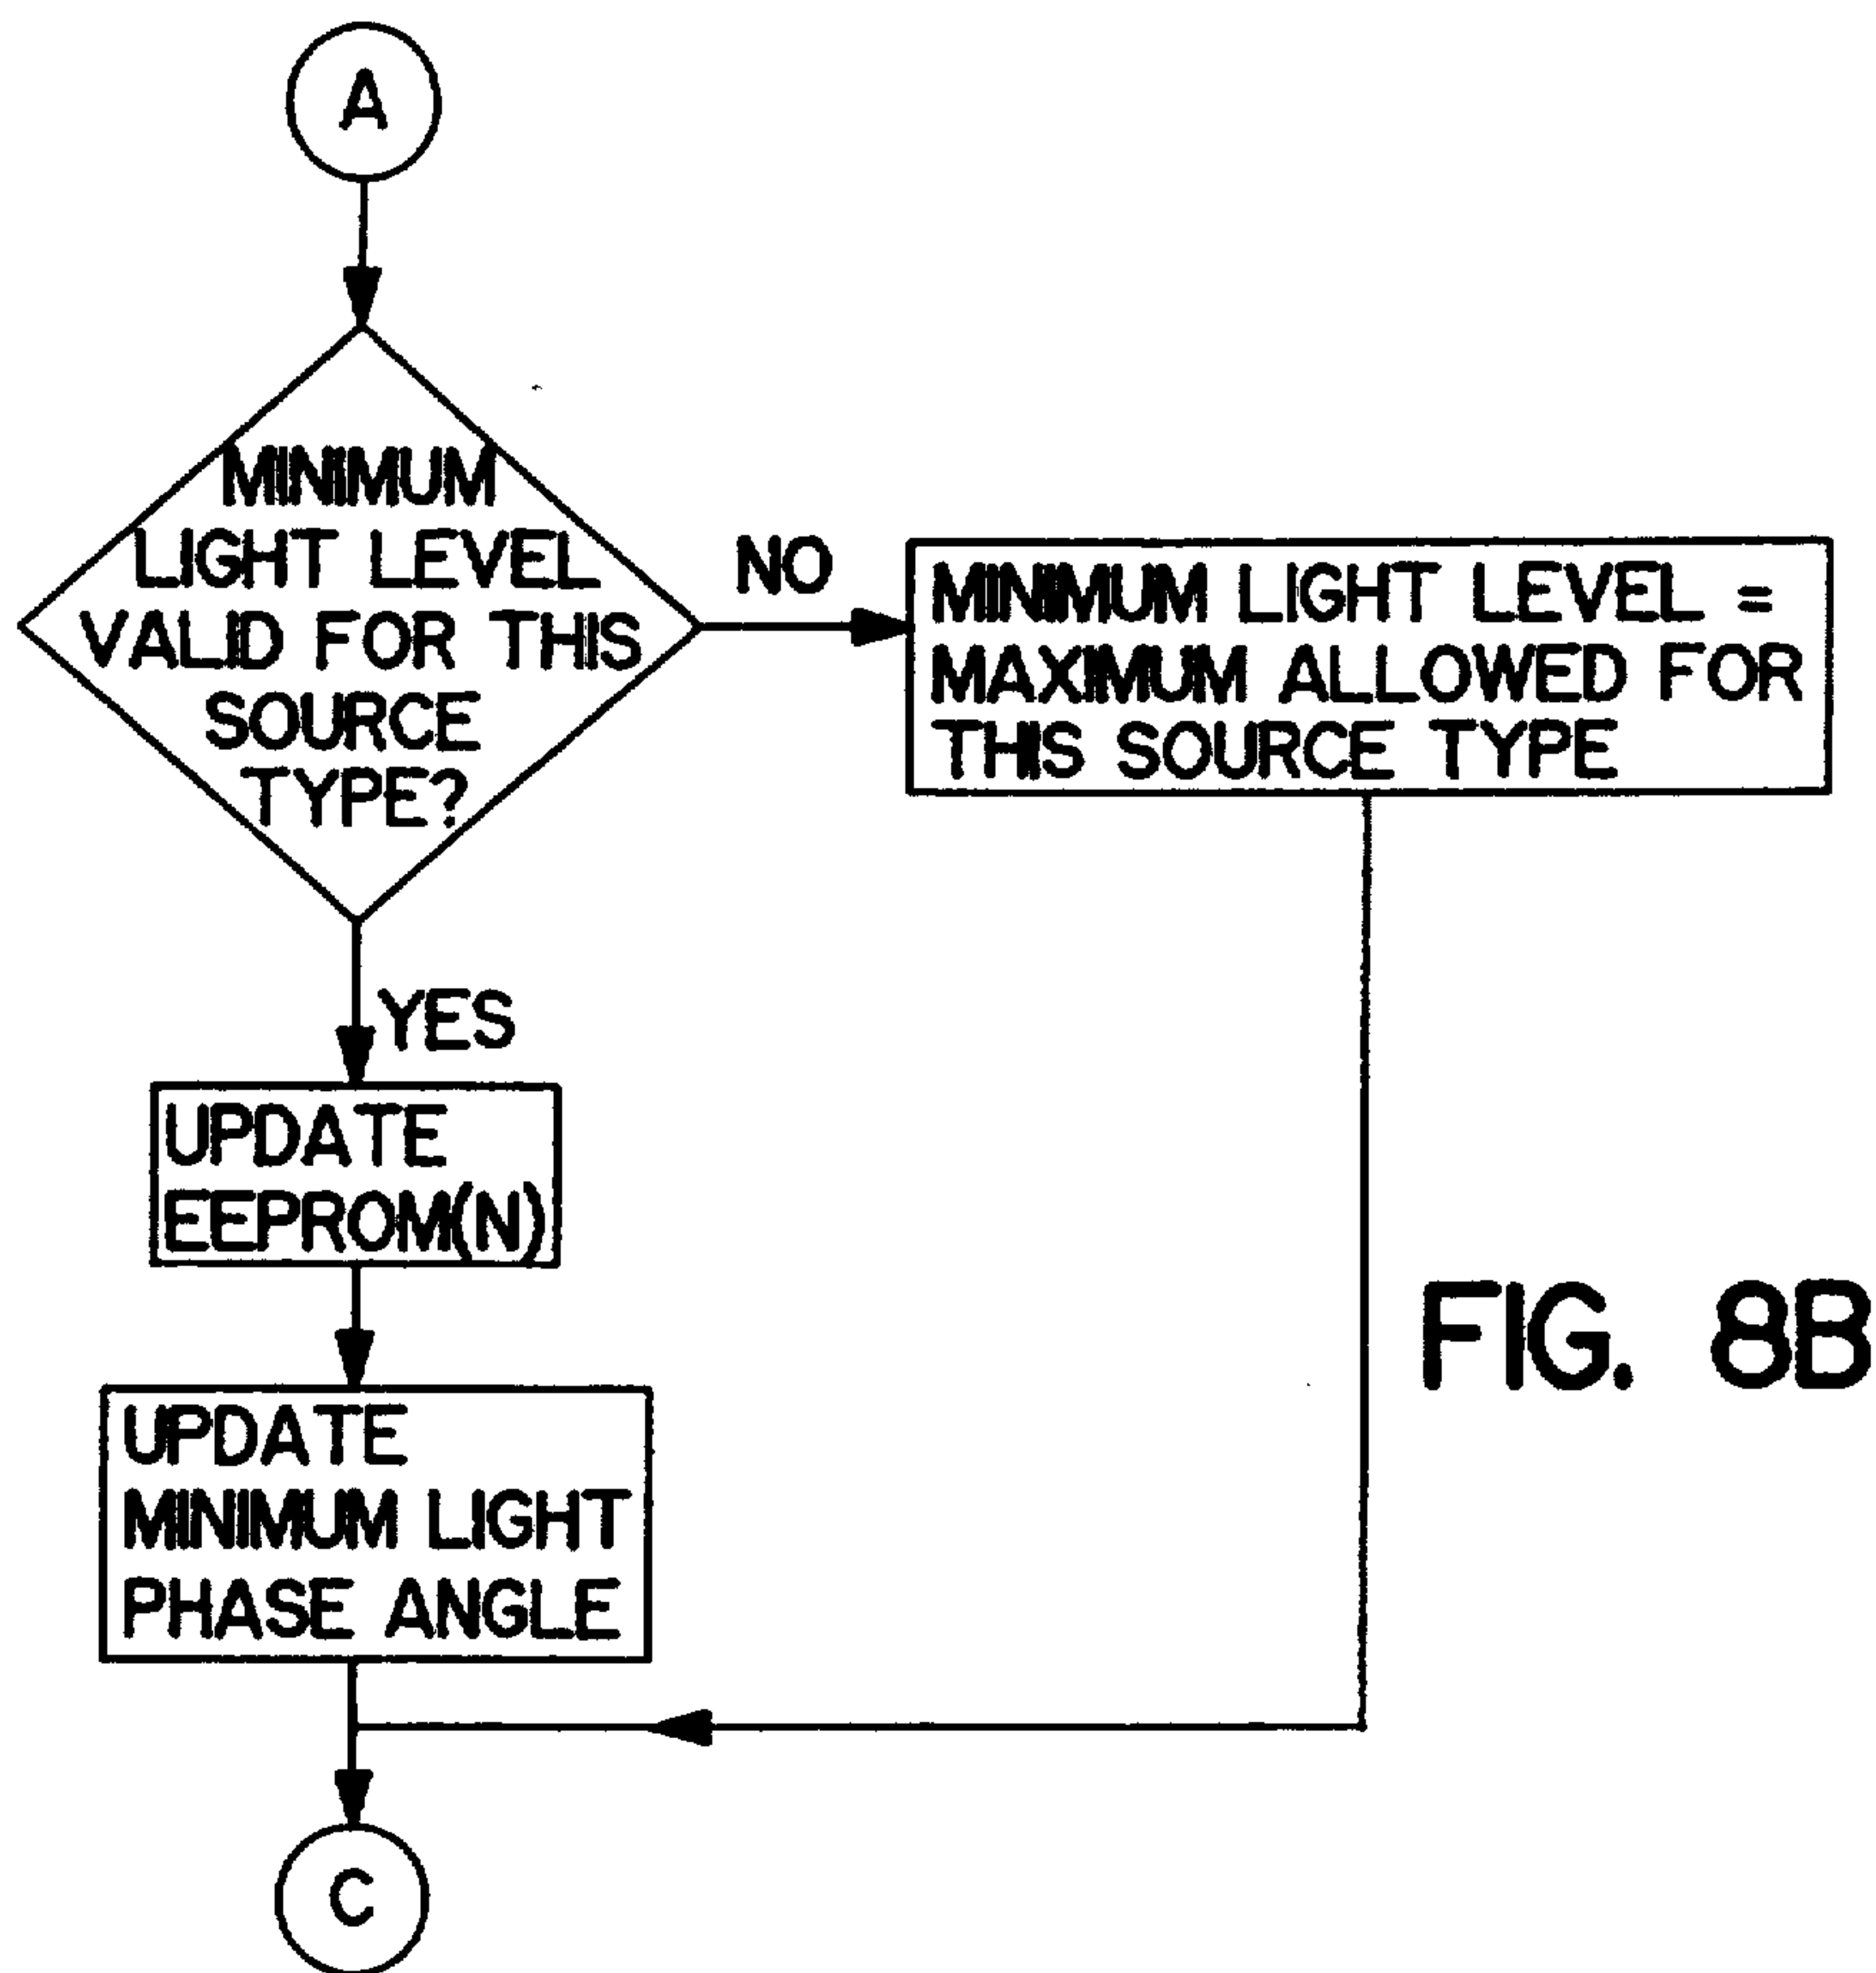 A
MINIMUM
LIGHT LEVEL
VALID FOR THIS
SOURCE
TYPE?
NO
MINIMUM LIGHT LEVEL =
MAXIMUM ALLOWED FOR
THIS SOURCE TYPE
YES
UPDATE
EEPROM(N)
UPDATE
MINIMUM LIGHT
PHASE ANGLE
C
FIG. 8B